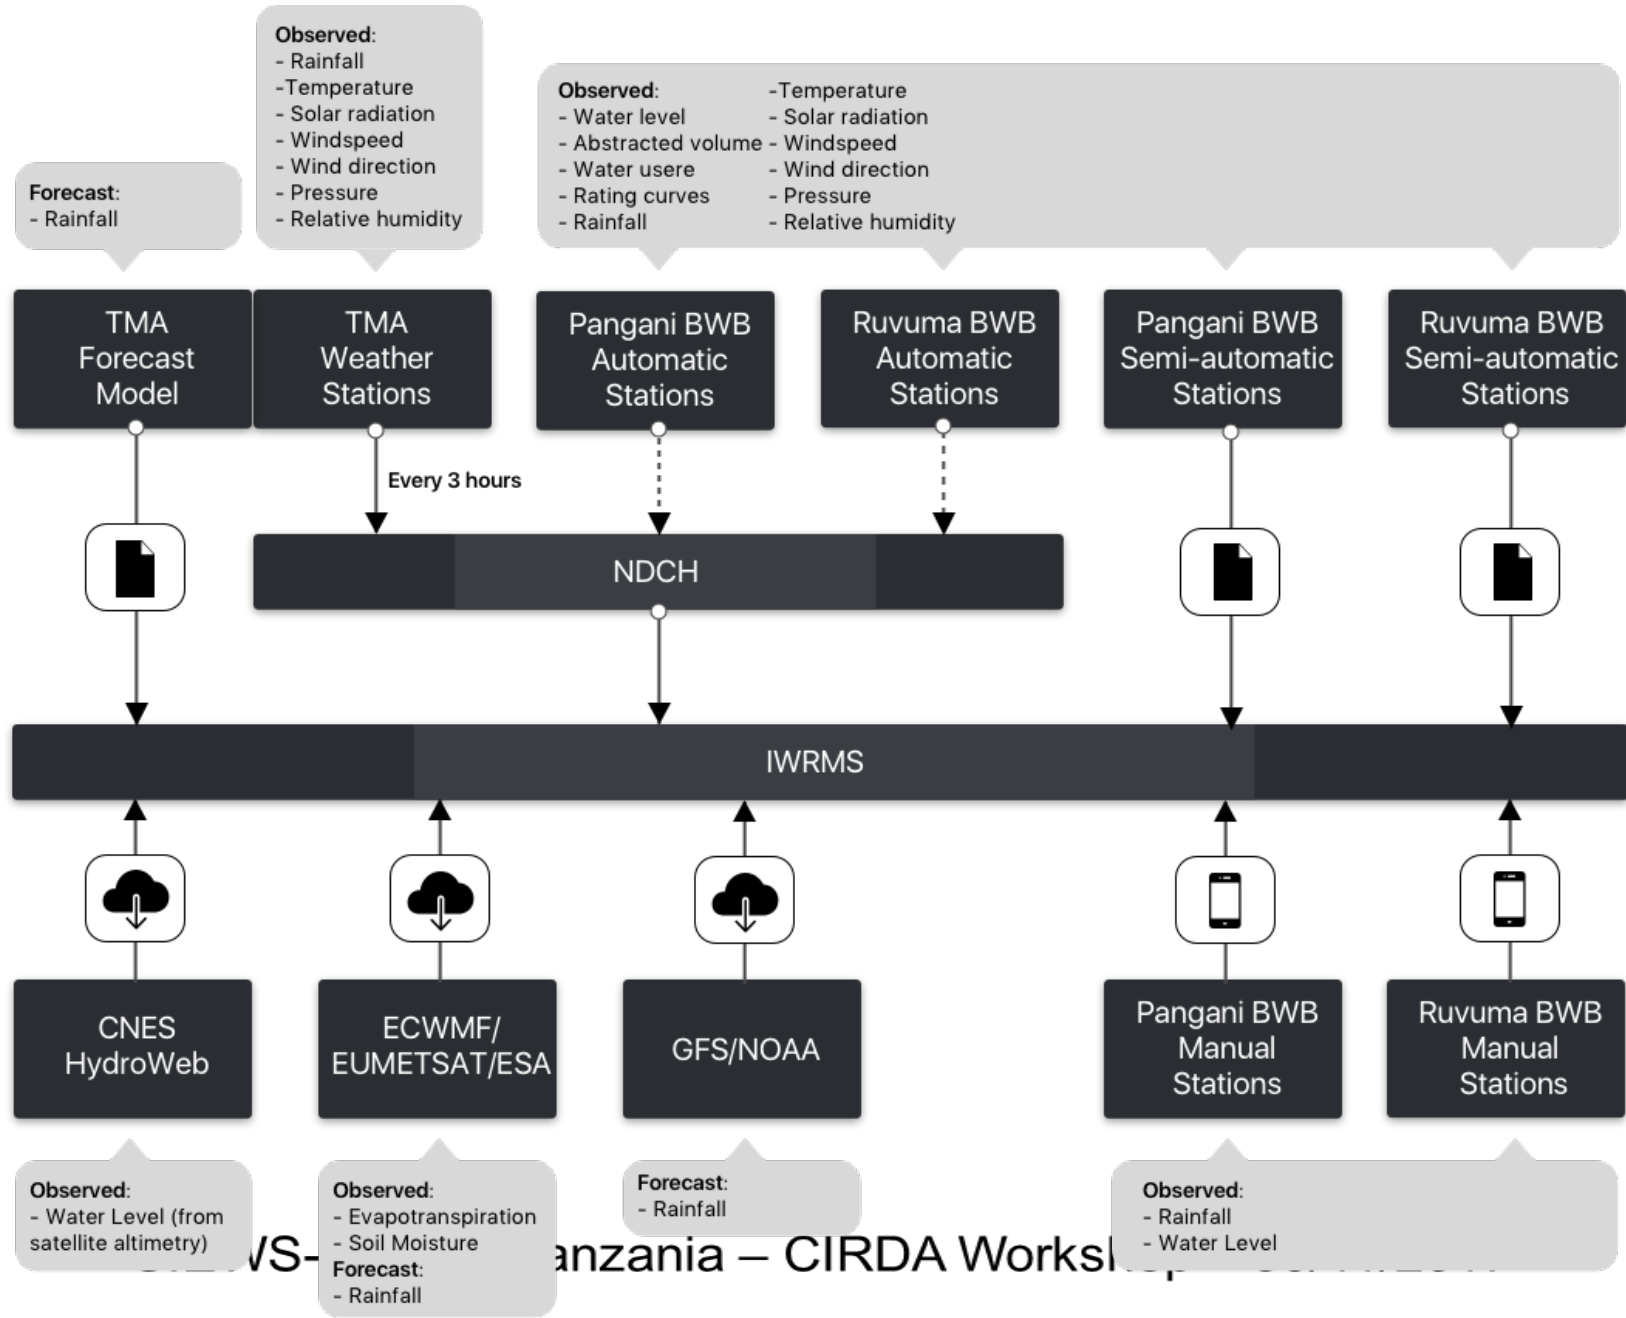 Observed:
- Rainfall
-Temperature
- Solar radiation
- Windspeed
- Wind direction
- Pressure
- Relative humidity
Observed:
- Water level
- Abstracted volume
- Water usere
- Rating curves
- Rainfall
-Temperature
- Solar radiation
- Windspeed
- Wind direction
- Pressure
- Relative humidity
Forecast:
- Rainfall
TMA
Forecast
Model
TMA
Weather
Stations
Pangani BWB
Automatic
Stations
Ruvuma BWB
Automatic
Stations
Pangani BWB
Semi-automatic
Stations
Ruvuma BWB
Semi-automatic
Stations
Every 3 hours
NDCH
IWRMS
CNES
HydroWeb
ECWMF/
EUMETSAT/ESA
GFS/NOAA
Pangani BWB
Manual
Stations
Ruvuma BWB
Manual
Stations
Observed:
- Water Level (from
satellite altimetry)
Observed:
- Evapotranspiration
- Soil Moisture
Forecast:
- Rainfall
Forecast:
- Rainfall
Observed:
- Rainfall
- Water Level
– CIRDA